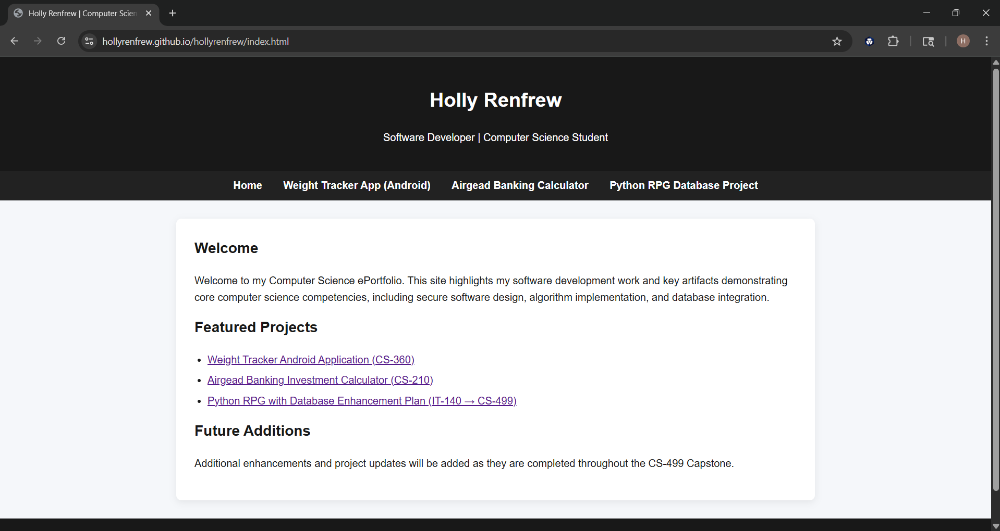 Holly Renfrew | Computer Scien
hollyrenfrew.github.io/hollyrenfrew/index.html
H
Holly Renfrew
Software Developer | Computer Science Student
Home Weight Tracker App (Android) Airgead Banking Calculator Python RPG Database Project
Welcome
Welcome to my Computer Science ePortfolio. This site highlights my software development work and key artifacts demonstrating
core computer science competencies, including secure software design, algorithm implementation, and database integration.
Featured Projects
• Weight Tracker Android Application (CS-360)
• Airgead Banking Investment Calculator (CS-210)
• Python RPG with Database Enhancement Plan (IT-140 → CS-499)
Future Additions
Additional enhancements and project updates will be added as they are completed throughout the CS-499 Capstone.